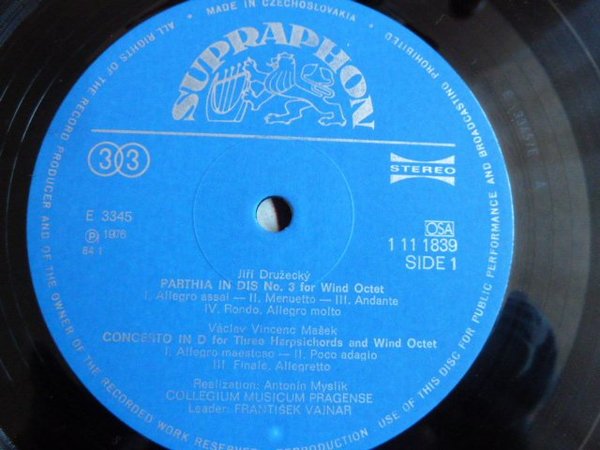 MADE IN CZECHOSLOVAKIA
SUPRAPHON
33
STEREO
E 3345
Ⓟ 1976
84 1
OSA
1 11 1839
SIDE 1
Jiří Družecký
PARTHIA IN DIS No. 3 for Wind Octet
I. Allegro assai — II. Menuetto — III. Andante
IV. Rondo. Allegro molto
Václav Vincenc Mašek
CONCERTO IN D for Three Harpsichords and Wind Octet
I. Allegro maestoso — II. Poco adagio
III. Finale. Allegretto
Realization: Antonín Myslík
COLLEGIUM MUSICUM PRAGENSE
Leader: FRANTIŠEK VAJNAR
ALL RIGHTS OF THE RECORD PRODUCER AND OF THE OWNER OF THE RECORDED WORK RESERVED REPRODUCTION USE OF THIS DISC FOR PUBLIC PERFORMANCE AND BROADCASTING PROHIBITED